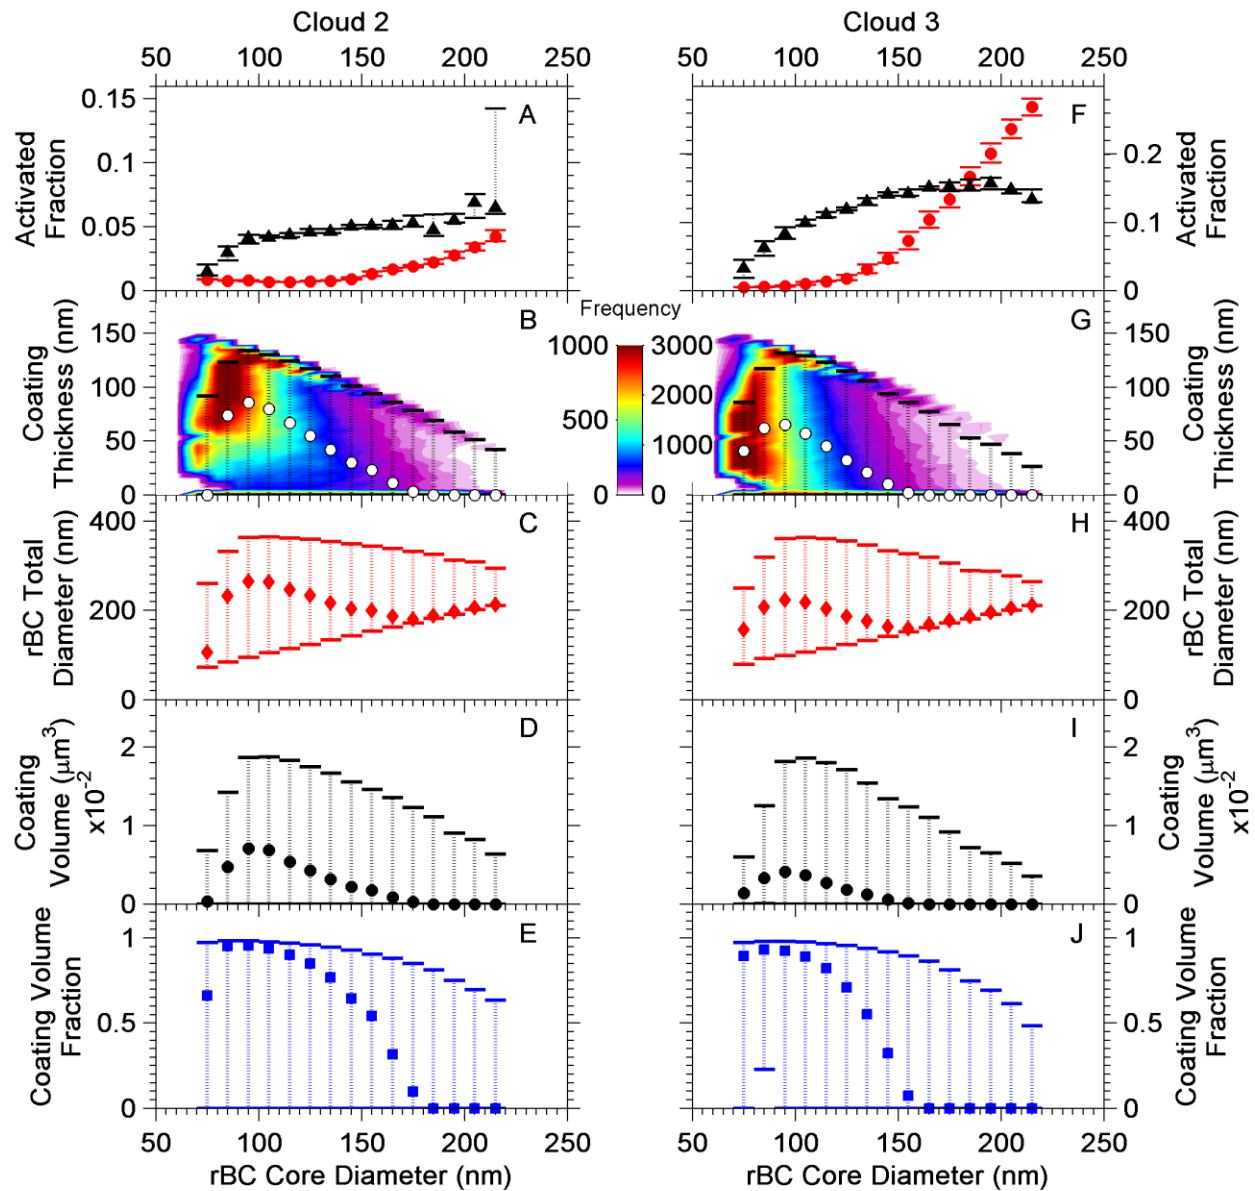 Cloud 2
Cloud 3
50 100 150 200 250
50 100 150 200 250
Activated
Fraction
0.15
0.1
0.05
0
A
F
0.2
0.1
0
Activated
Fraction
Coating
Thickness (nm)
150
100
50
0
B
Frequency
1000
500
0
3000
2000
1000
G
150
100
50
0
Coating
Thickness (nm)
rBC Total
Diameter (nm)
400
200
0
C
H
400
200
0
rBC Total
Diameter (nm)
Coating
Volume (μm³)
x10⁻²
2
1
0
D
I
2
1
0
Coating
Volume (μm³)
x10⁻²
Coating Volume
Fraction
1
0.5
0
E
J
1
0.5
0
Coating Volume
Fraction
50 100 150 200 250
50 100 150 200 250
rBC Core Diameter (nm)
rBC Core Diameter (nm)